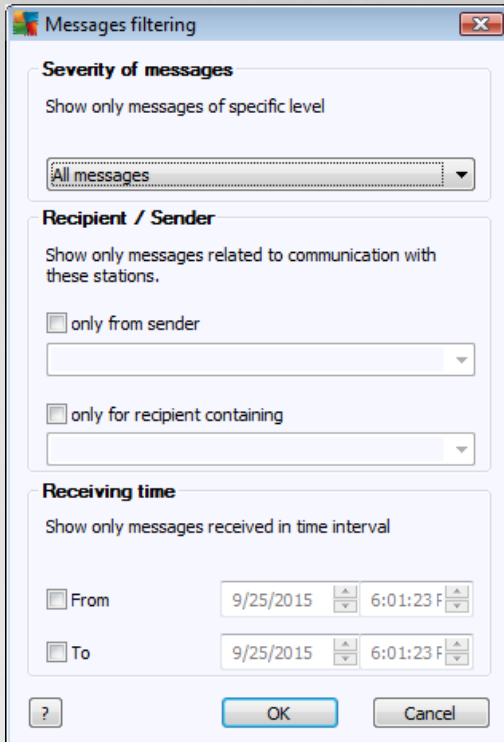 Messages filtering
Severity of messages
Show only messages of specific level
All messages
Recipient / Sender
Show only messages related to communication with
these stations.
only from sender
only for recipient containing
Receiving time
Show only messages received in time interval
From 9/25/2015 6:01:23 F
To 9/25/2015 6:01:23 F
? OK Cancel